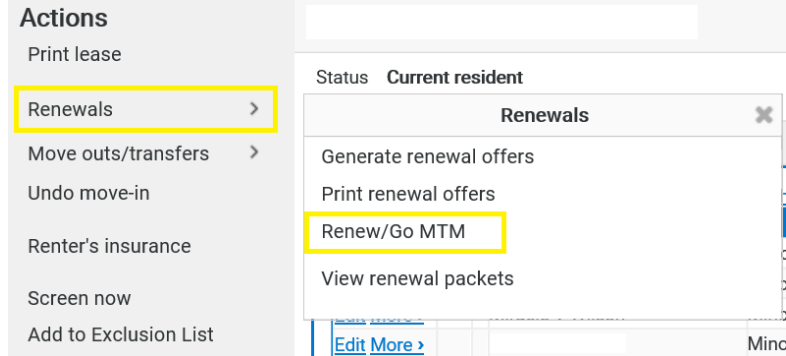 Actions
Print lease
Renewals
Move outs/transfers
Undo move-in
Renter's insurance
Screen now
Add to Exclusion List
Status Current resident
Renewals
Generate renewal offers
Print renewal offers
Renew/Go MTM
View renewal packets
Edit More ›
Edit More ›